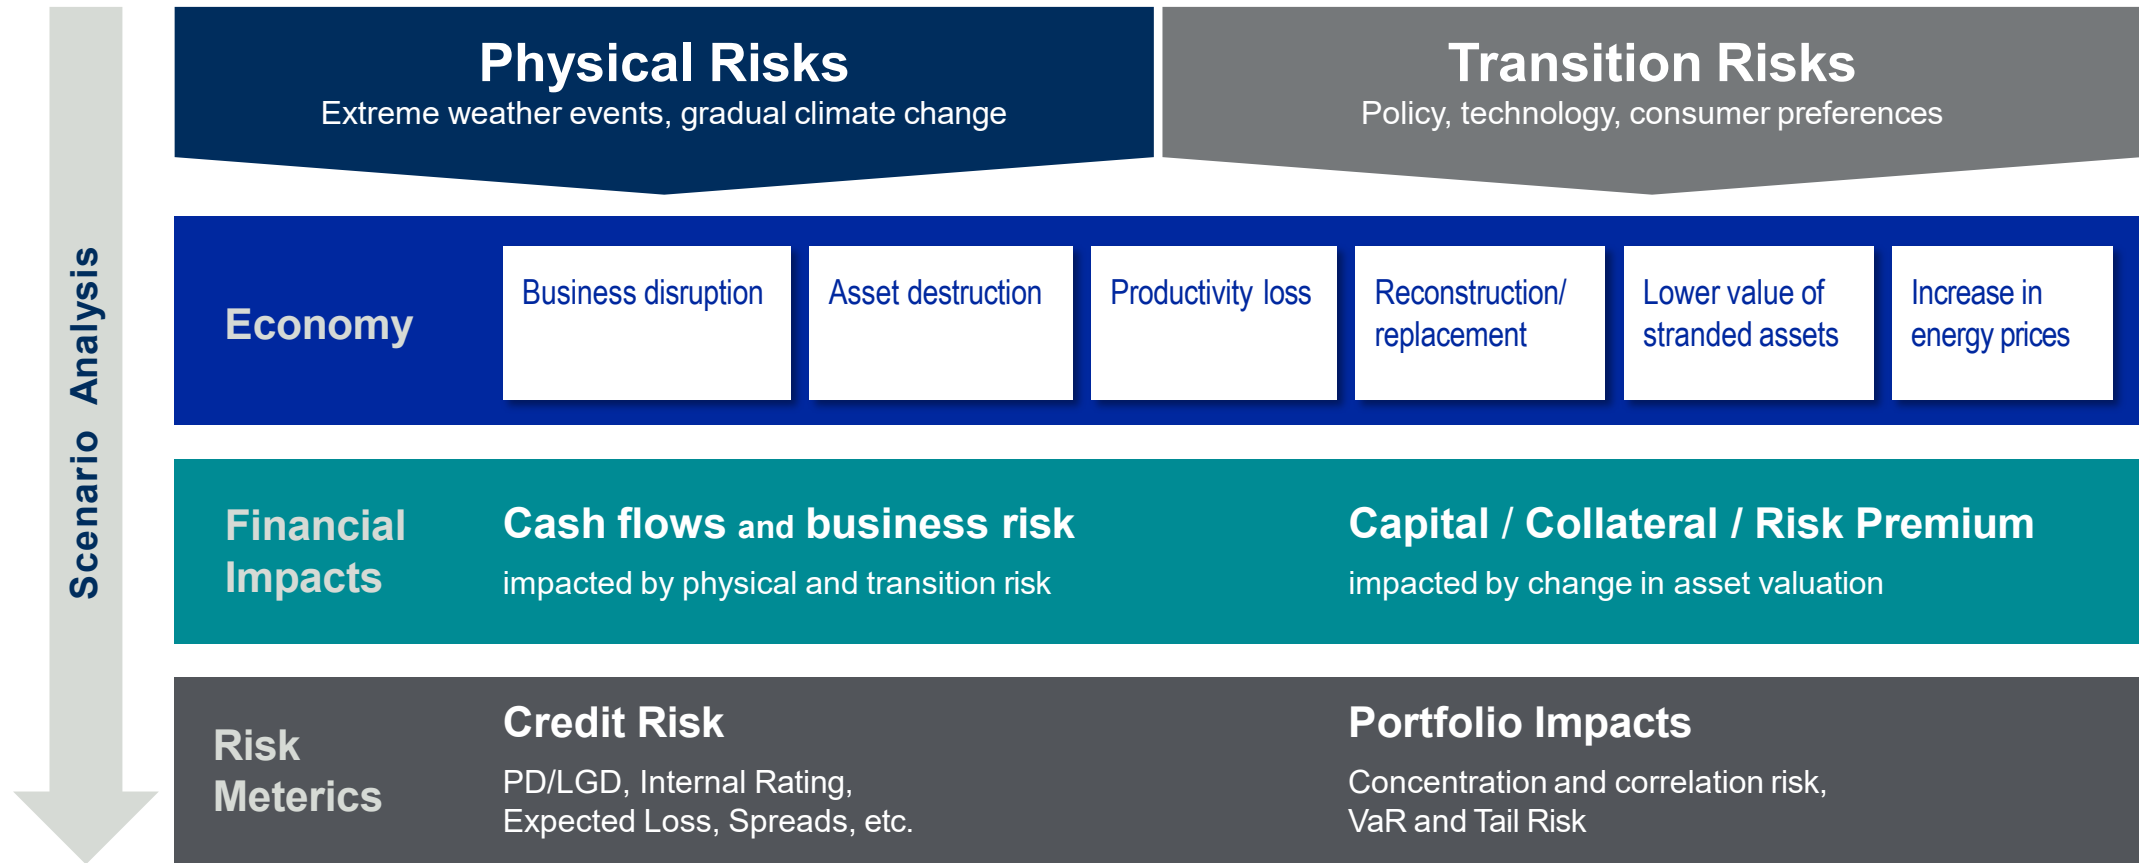 Scenario Analysis
Physical Risks
Extreme weather events, gradual climate change
Transition Risks
Policy, technology, consumer preferences
Economy
Business disruption
Asset destruction
Productivity loss
Reconstruction/
replacement
Lower value of
stranded assets
Increase in
energy prices
Financial
Impacts
Cash flows and business risk
impacted by physical and transition risk
Capital / Collateral / Risk Premium
impacted by change in asset valuation
Risk
Meterics
Credit Risk
PD/LGD, Internal Rating,
Expected Loss, Spreads, etc.
Portfolio Impacts
Concentration and correlation risk,
VaR and Tail Risk